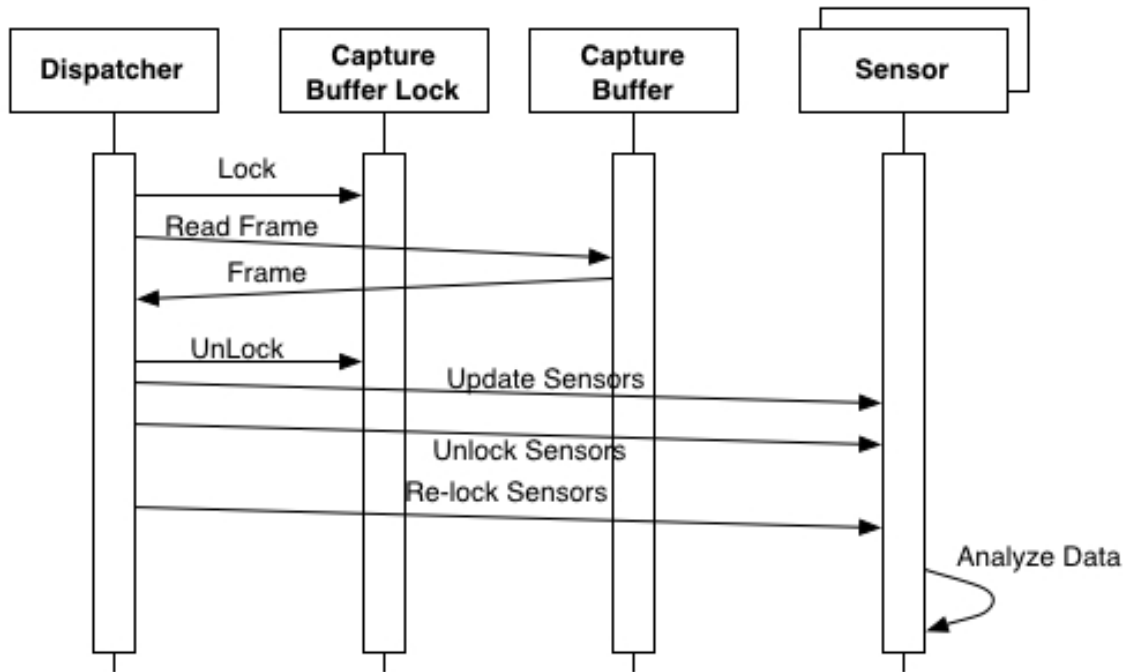 Dispatcher
Capture
Buffer Lock
Capture
Buffer
Sensor
Lock
Read Frame
Frame
UnLock
Update Sensors
Unlock Sensors
Re-lock Sensors
Analyze Data